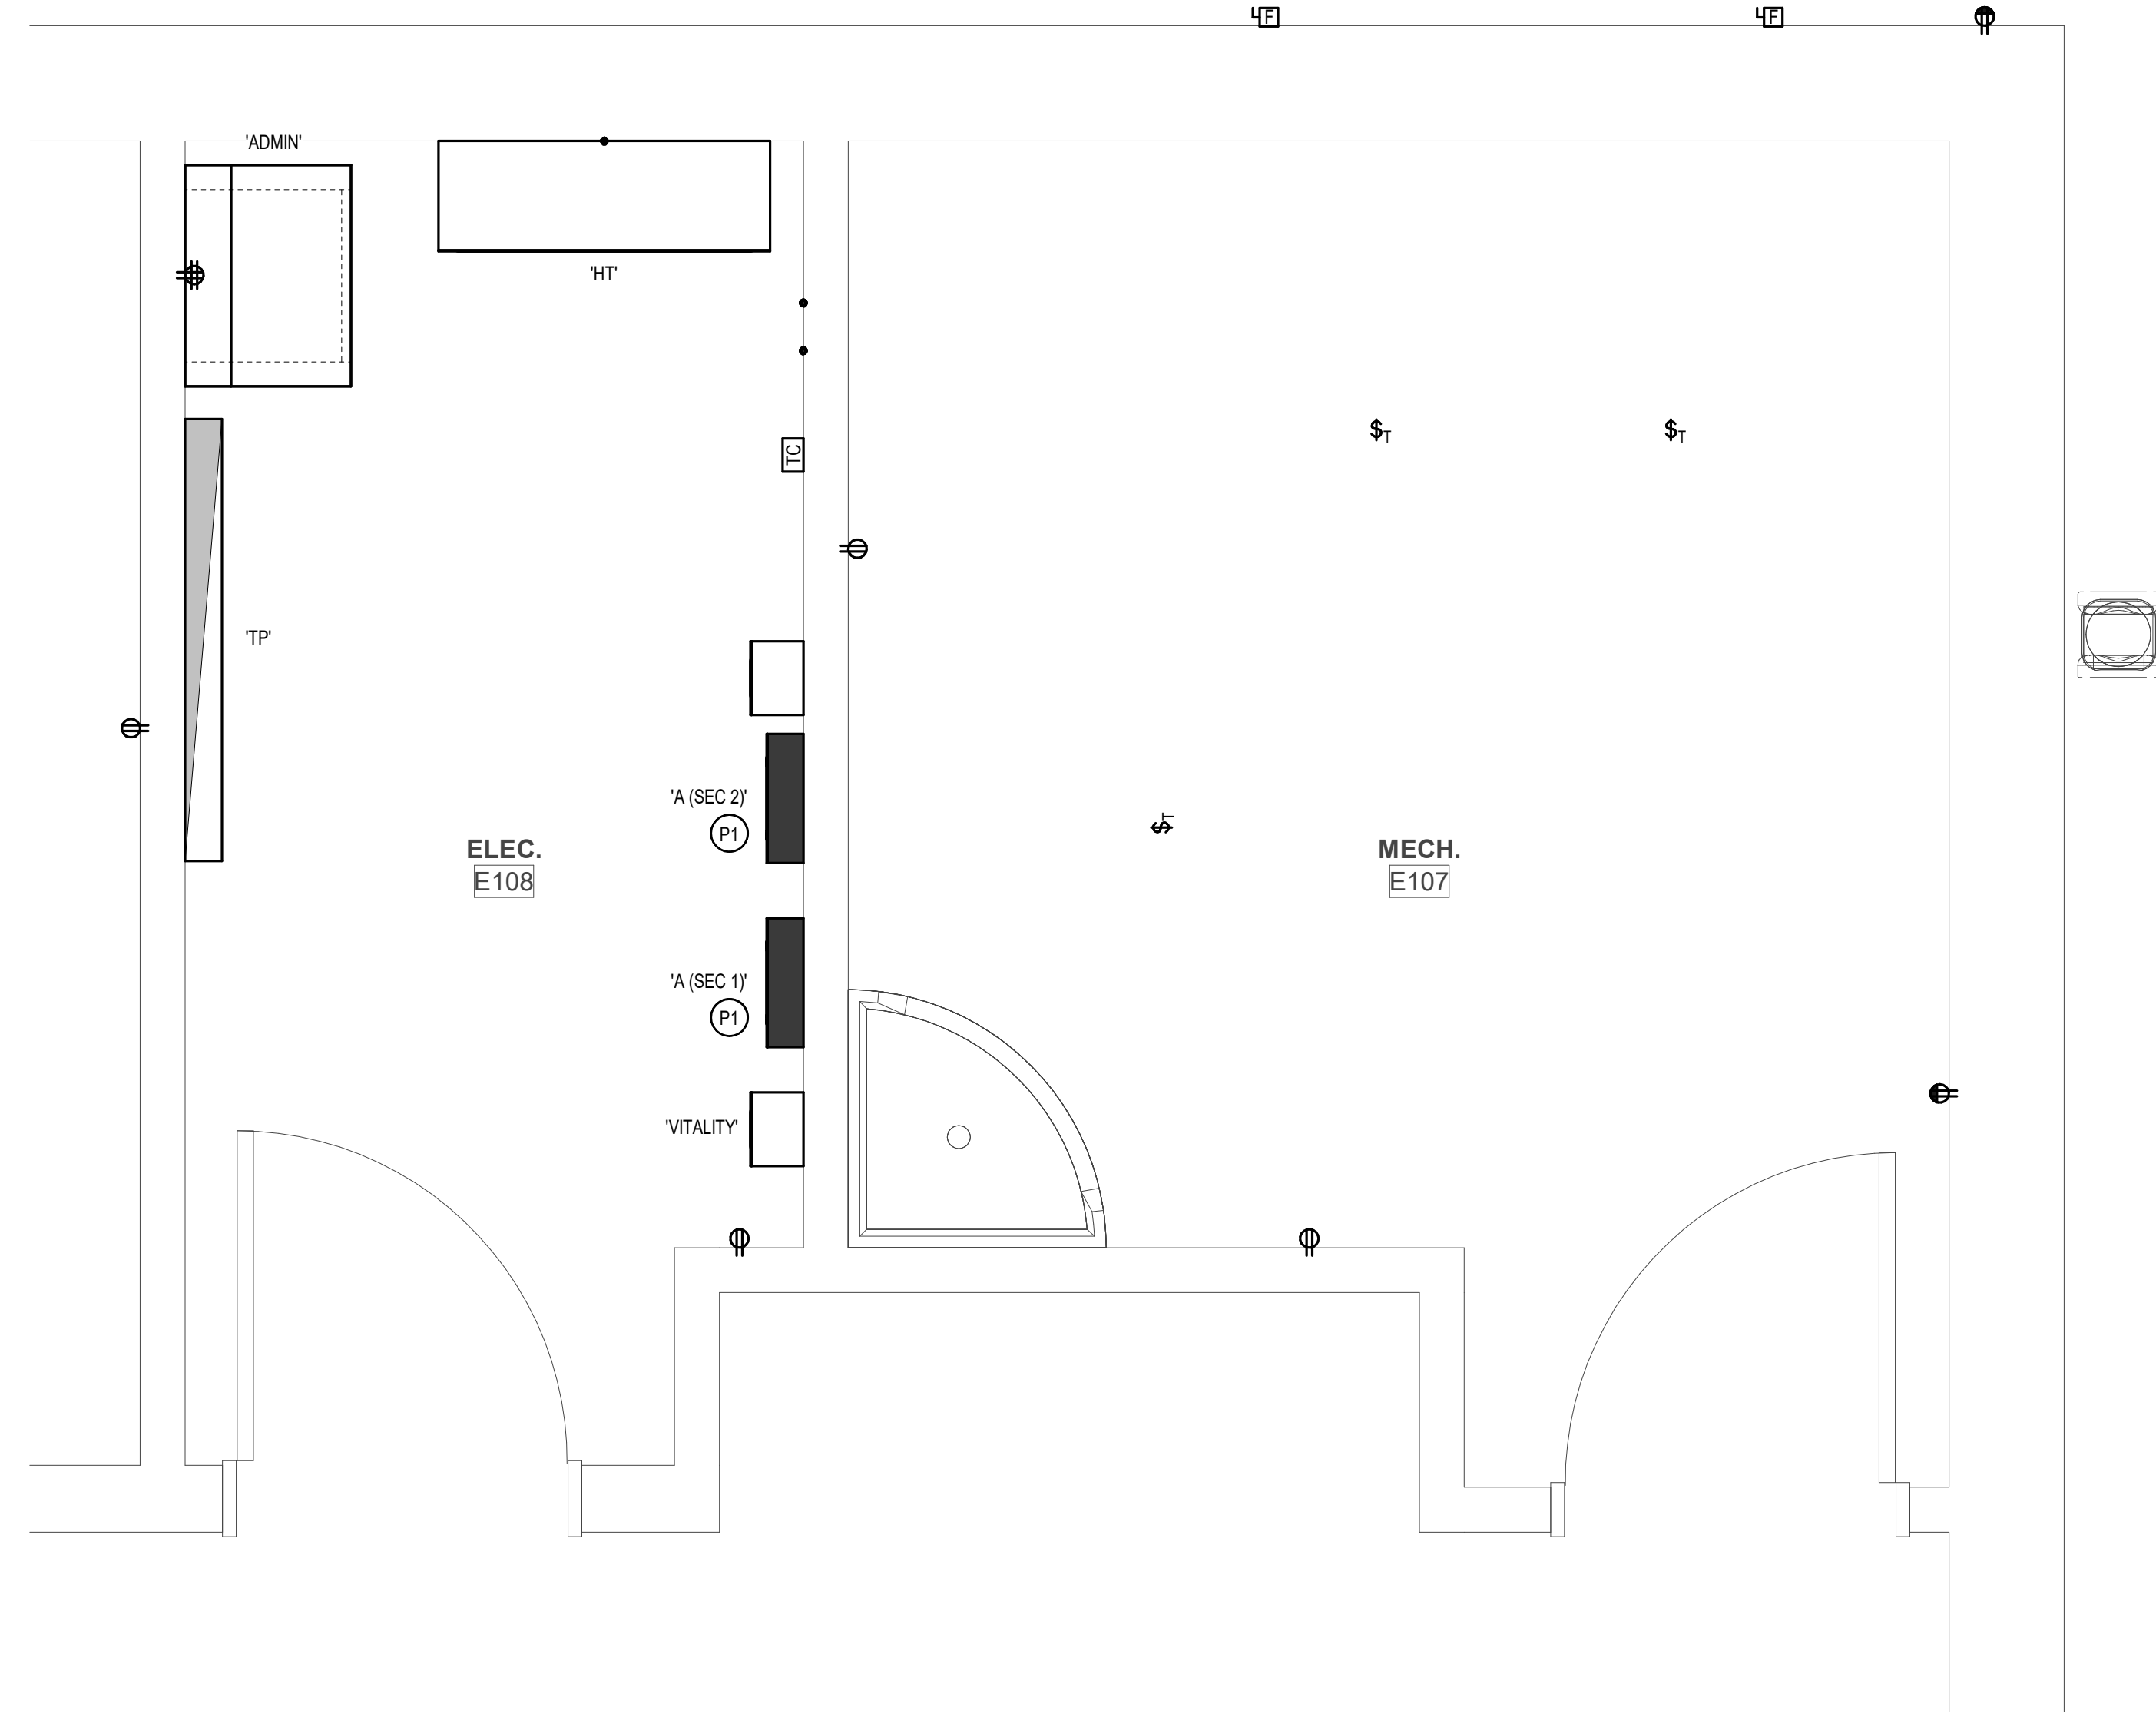 F
F
'ADMIN'
'HT'
$T
$T
TC
'TP'
'A (SEC 2)'
P1
$T
ELEC.
E108
MECH.
E107
'A (SEC 1)'
P1
'VITALITY'